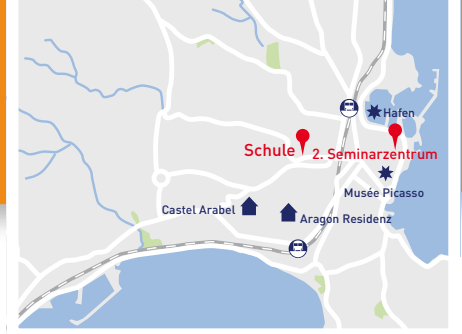 Hafen
Schule
2. Seminarzentrum
Musée Picasso
Castel Arabel
Aragon Residenz